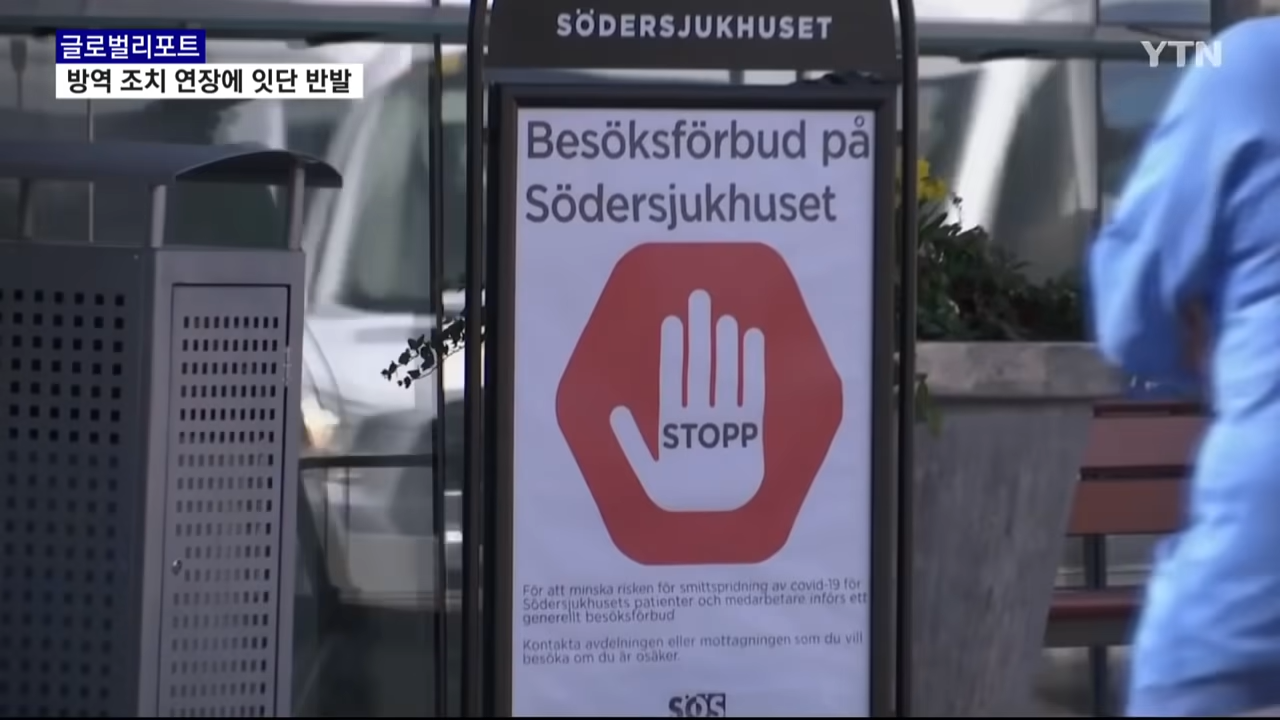 SÖDERSJUKHUSET
글로벌리포트
YTN
방역 조치 연장에 잇단 반발
Besöksförbud på
Södersjukhuset
STOPP
För att minska risken för smittspridning av covid-19 för
Södersjukhusets patienter och medarbetare införs ett
generellt besöksförbud
Kontakta avdelningen eller mottagningen som du vill
besöka om du är osäker.
SÖS